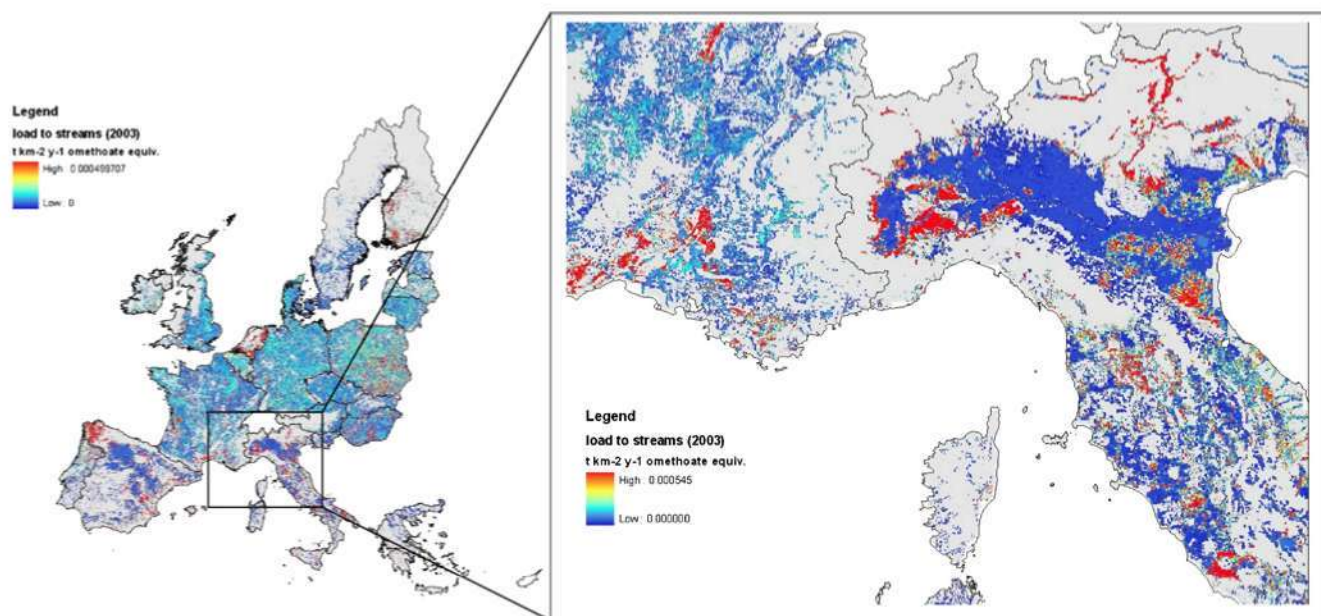 Legend
load to streams (2003)
t km-2 y-1 omethoate equiv.
High : 0.000499707
Low : 0
Legend
load to streams (2003)
t km-2 y-1 omethoate equiv.
High : 0.000545
Low : 0.000000